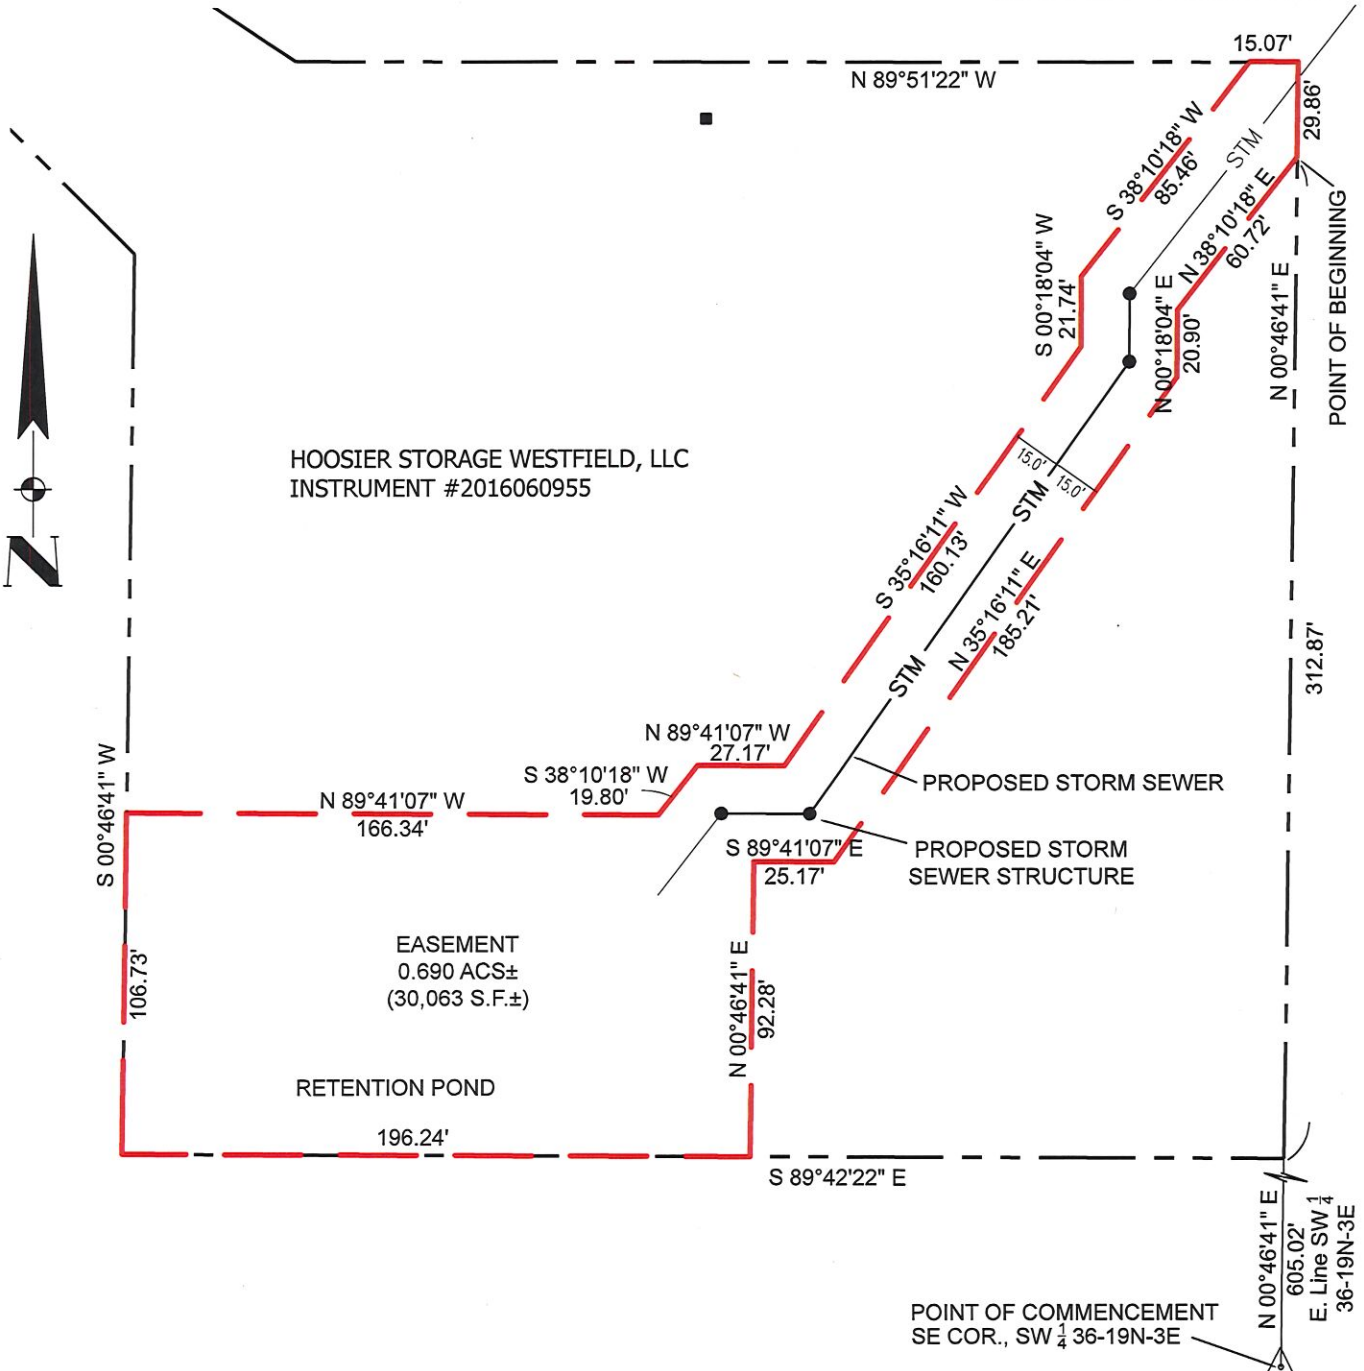 15.07'
N 89°51'22" W
29.86'
S 38°10'18" W
85.46'
STM
N 38°10'18" E
60.72'
POINT OF BEGINNING
S 00°18'04" W
21.74'
N 00°18'04" E
20.90'
N 00°46'41" E
312.87'
HOOSIER STORAGE WESTFIELD, LLC
INSTRUMENT #2016060955
N
15.0'
15.0'
STM
S 35°16'11" W
160.13'
N 35°16'11" E
185.21'
STM
N 89°41'07" W
27.17'
S 38°10'18" W
19.80'
PROPOSED STORM SEWER
N 89°41'07" W
166.34'
S 00°46'41" W
106.73'
S 89°41'07" E
25.17'
PROPOSED STORM
SEWER STRUCTURE
EASEMENT
0.690 ACS±
(30,063 S.F.±)
N 00°46'41" E
92.28'
RETENTION POND
196.24'
S 89°42'22" E
N 00°46'41" E
605.02'
E. Line SW 1/4
36-19N-3E
POINT OF COMMENCEMENT
SE COR., SW 1/4 36-19N-3E